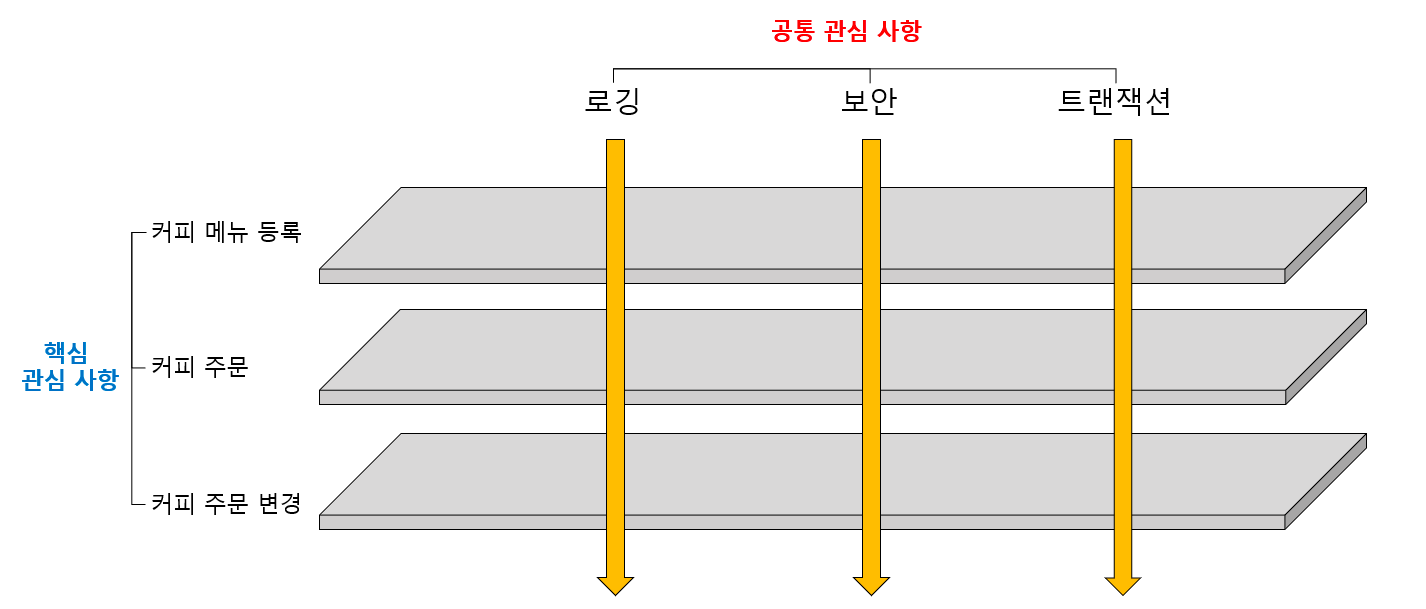 공통 관심 사항
로깅
보안
트랜잭션
커피 메뉴 등록
핵심
관심 사항
커피 주문
커피 주문 변경